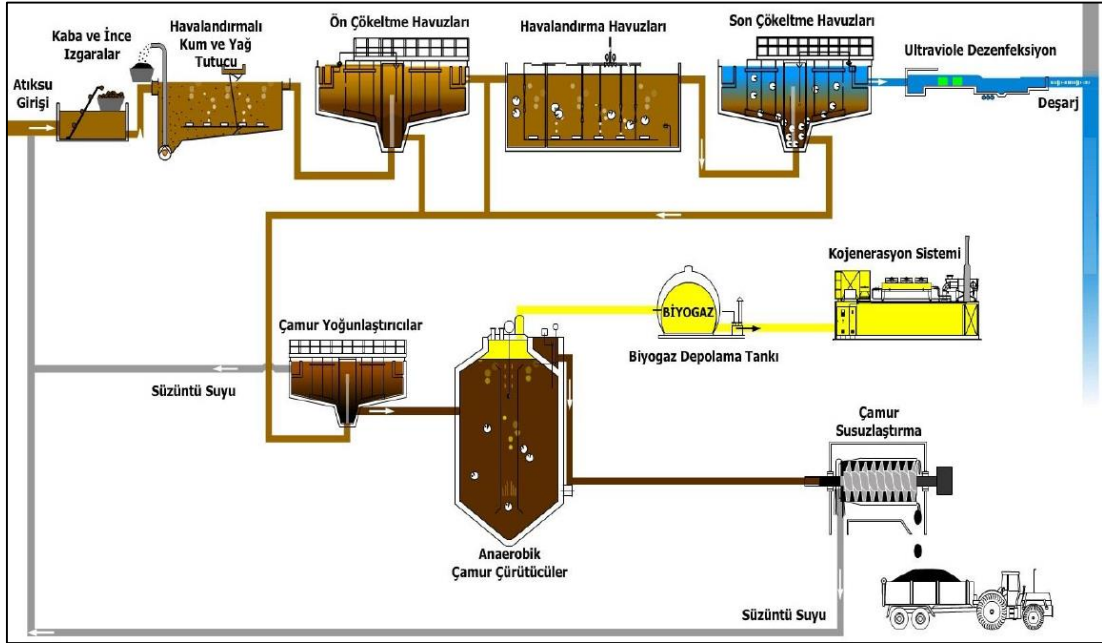 Kaba ve İnce
Izgaralar
Atıksu
Girişi
Havalandırmalı
Kum ve Yağ
Tutucu
Ön Çökeltme Havuzları
Havalandırma Havuzları
Son Çökeltme Havuzları
Ultraviole Dezenfeksiyon
Deşarj
Kojenerasyon Sistemi
BİYOGAZ
Biyogaz Depolama Tankı
Çamur Yoğunlaştırıcılar
Süzüntü Suyu
Çamur
Susuzlaştırma
Anaerobik
Çamur Çürütücüler
Süzüntü Suyu